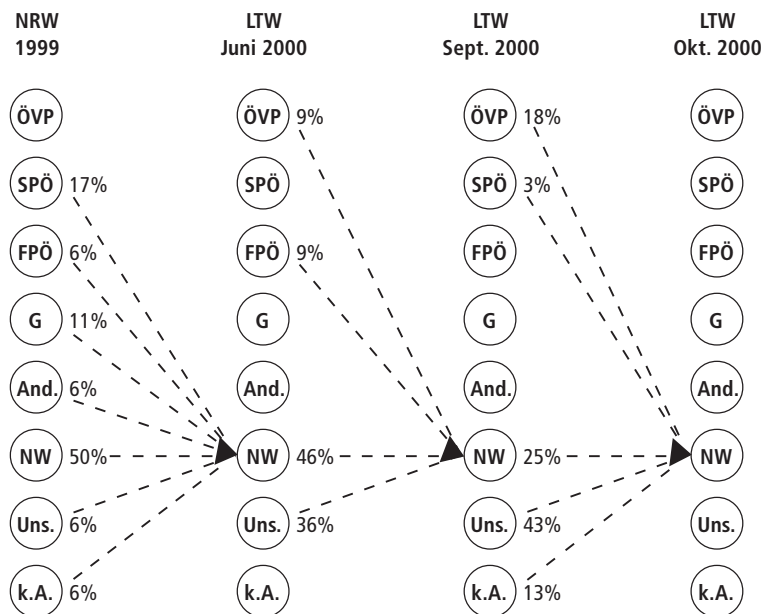 NRW LTW LTW LTW
1999 Juni 2000 Sept. 2000 Okt. 2000
ÖVP ÖVP 9% ÖVP 18% ÖVP
SPÖ 17% SPÖ SPÖ 3% SPÖ
FPÖ 6% FPÖ 9% FPÖ FPÖ
G 11% G G G
And. 6% And. And. And.
NW 50% NW 46% NW 25% NW
Uns. 6% Uns. 36% Uns. 43% Uns.
k.A. 6% k.A. k.A. 13% k.A.